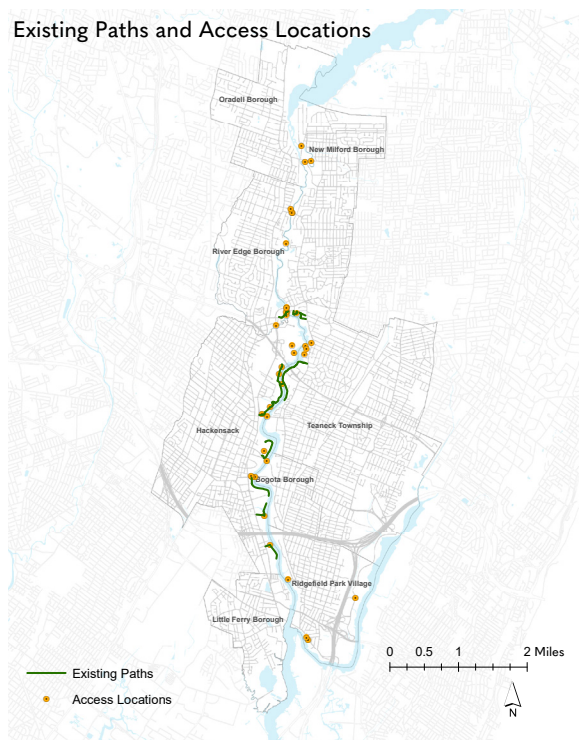 Existing Paths and Access Locations
Oradell Borough
New Milford Borough
River Edge Borough
Hackensack
Teaneck Township
Bogota Borough
Ridgefield Park Village
Little Ferry Borough
0 0.5 1 2 Miles
Existing Paths
Access Locations
N